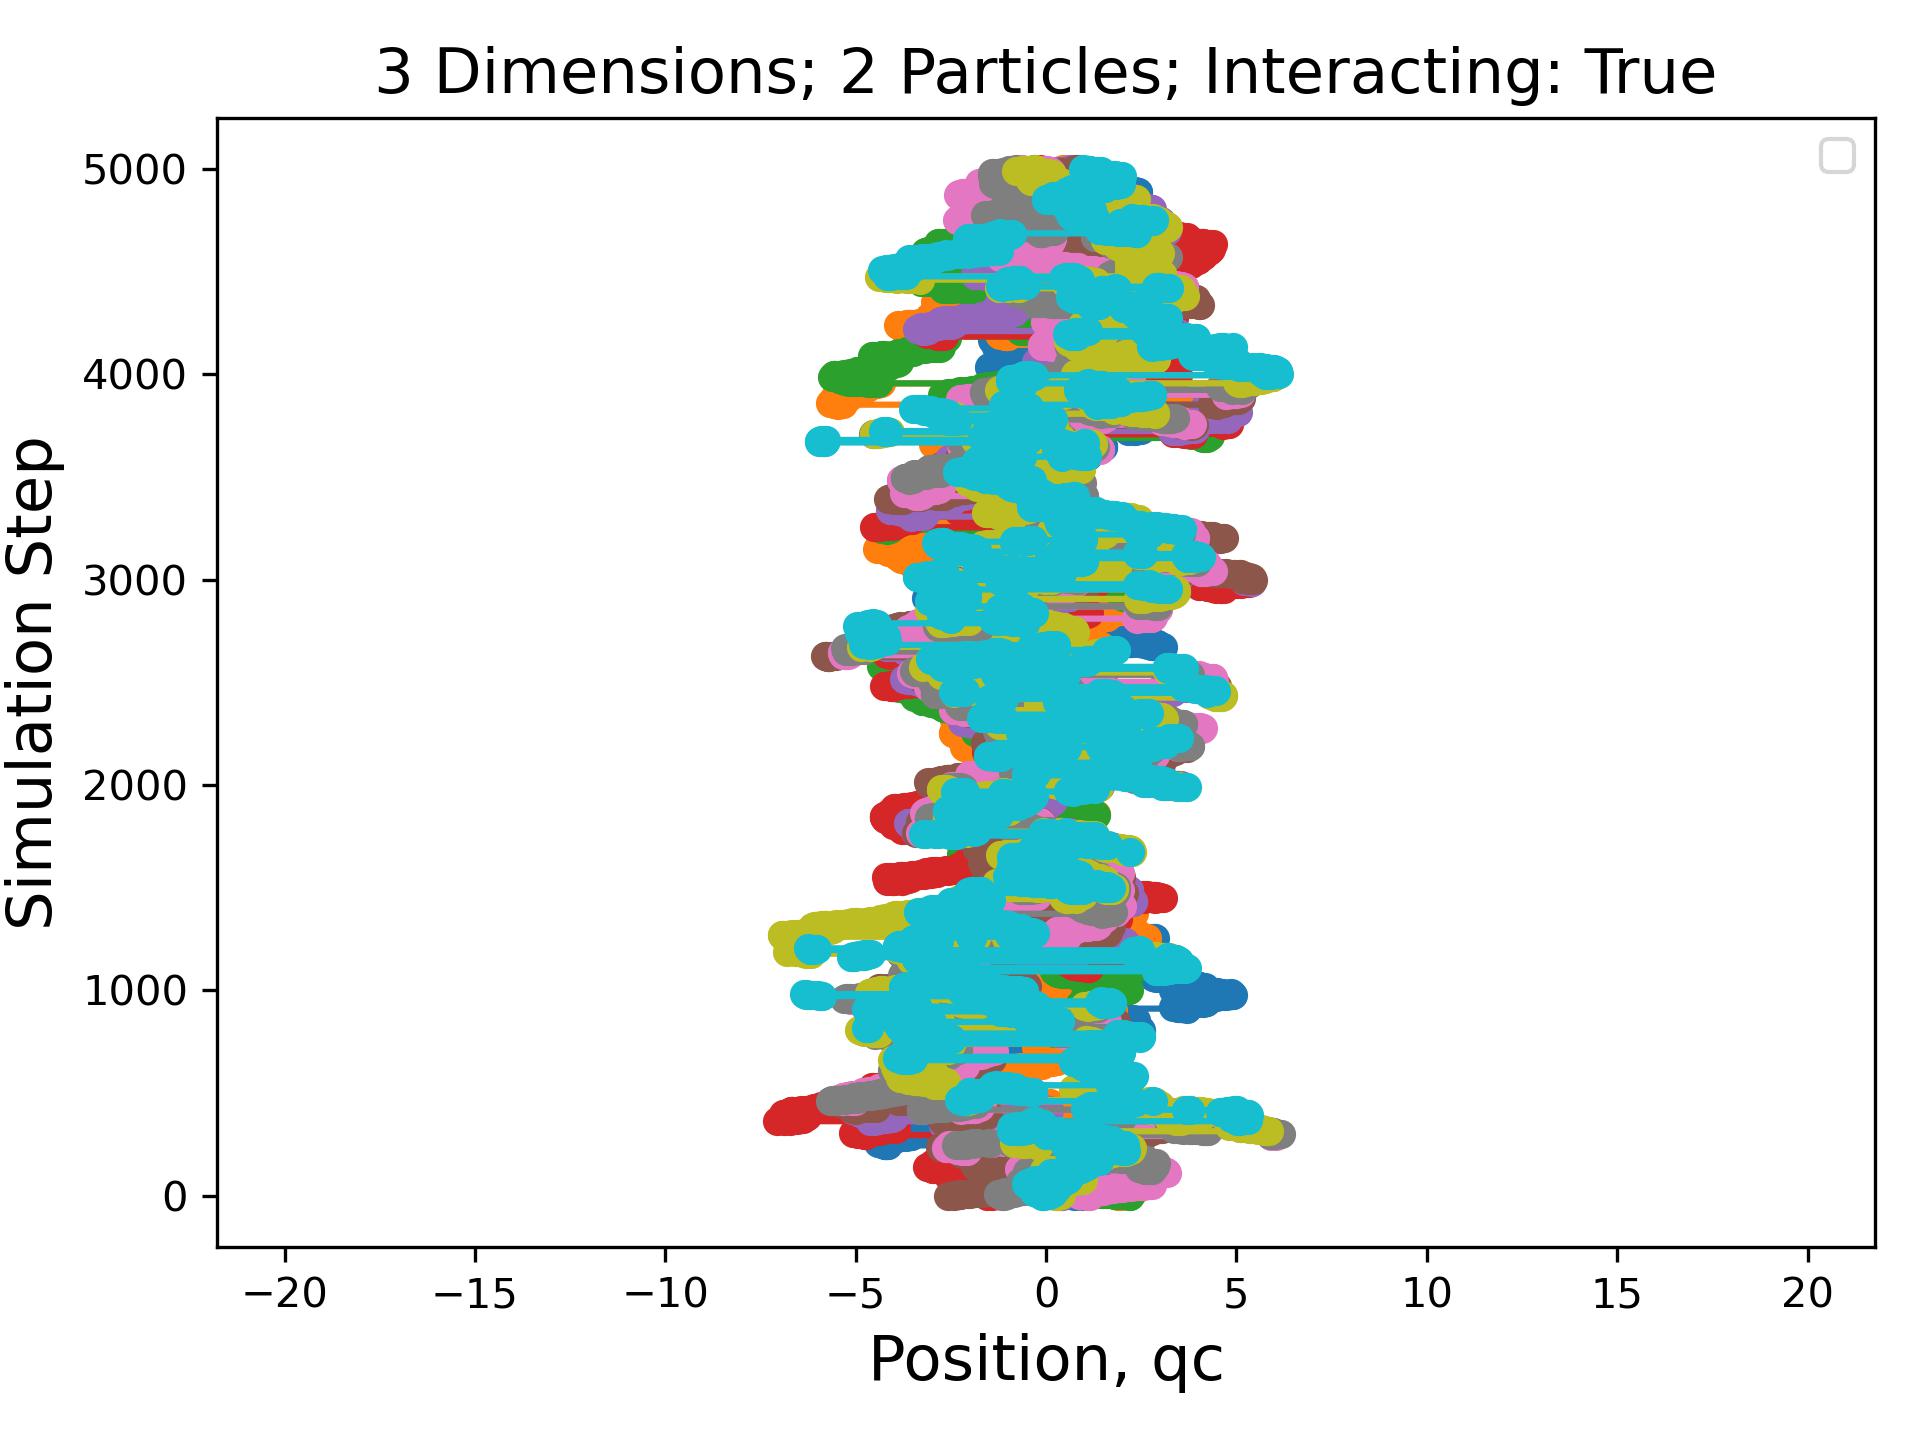 3 Dimensions; 2 Particles; Interacting: True
Simulation Step
5000
4000
3000
2000
1000
0
−20 −15 −10 −5 0 5 10 15 20
Position, qc